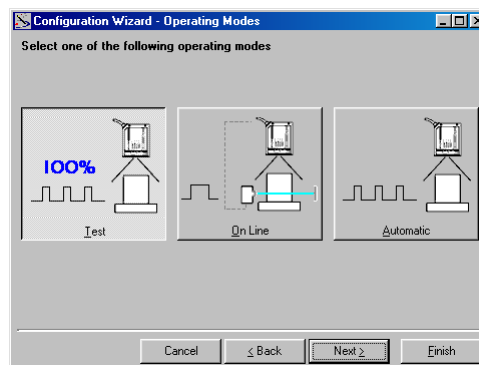 Configuration Wizard - Operating Modes
Select one of the following operating modes
100%
Test
On Line
Automatic
Cancel
< Back
Next >
Finish